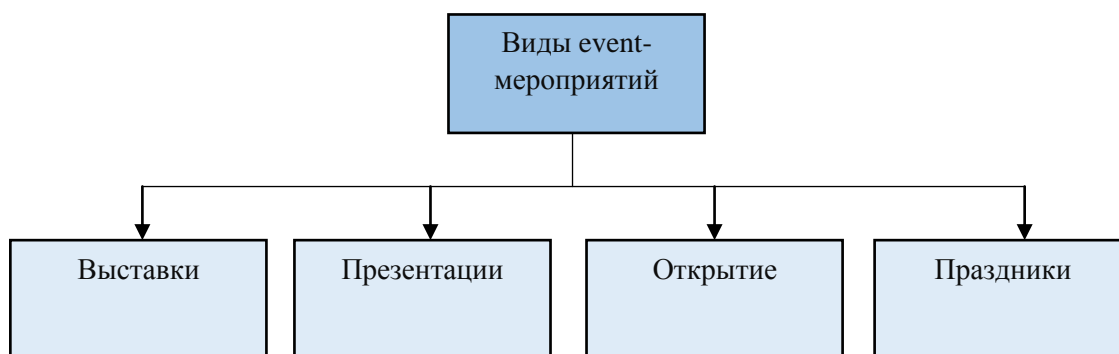 Виды event-
мероприятий
Выставки
Презентации
Открытие
Праздники